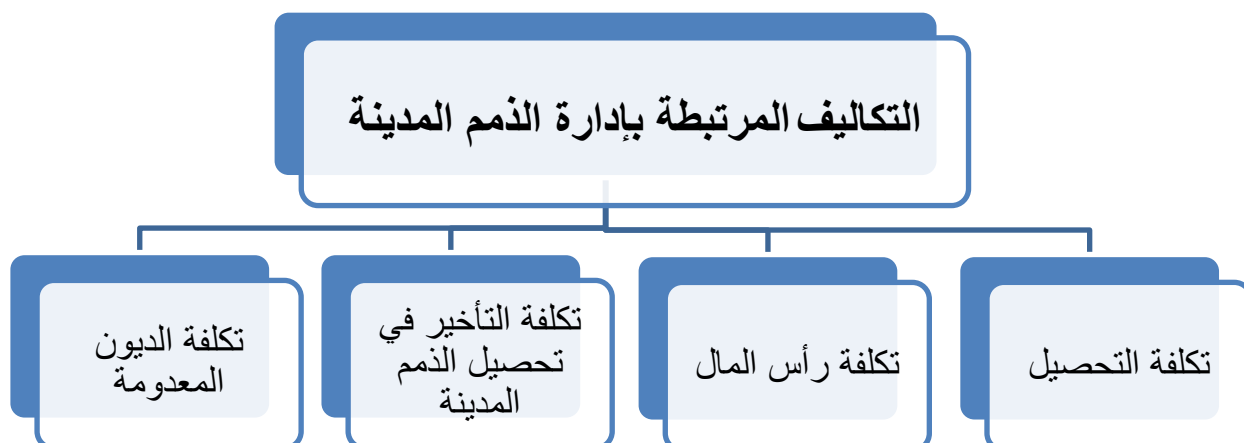 التكاليف المرتبطة بإدارة الذمم المدينة
تكلفة التحصيل
تكلفة رأس المال
تكلفة التأخير في
تحصيل الذمم
المدينة
تكلفة الديون
المعدومة